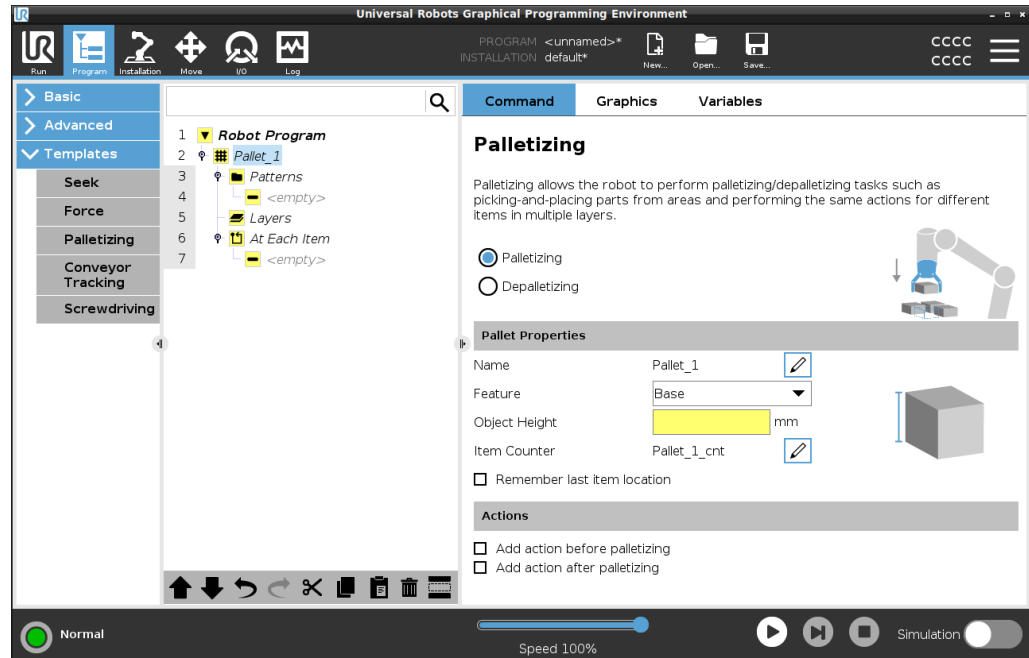 Universal Robots Graphical Programming Environment
UR
Run
Program
Installation
Move
I/O
Log
PROGRAM <unnamed>*
INSTALLATION default*
New...
Open...
Save...
cccc
cccc
Basic
Advanced
Templates
Seek
Force
Palletizing
Conveyor
Tracking
Screwdriving
1 Robot Program
2 Pallet_1
3 Patterns
4 <empty>
5 Layers
6 At Each Item
7 <empty>
Command Graphics Variables
Palletizing
Palletizing allows the robot to perform palletizing/depalletizing tasks such as
picking-and-placing parts from areas and performing the same actions for different
items in multiple layers.
Palletizing
Depalletizing
Pallet Properties
Name Pallet_1
Feature Base
Object Height mm
Item Counter Pallet_1_cnt
Remember last item location
Actions
Add action before palletizing
Add action after palletizing
Normal
Speed 100%
Simulation